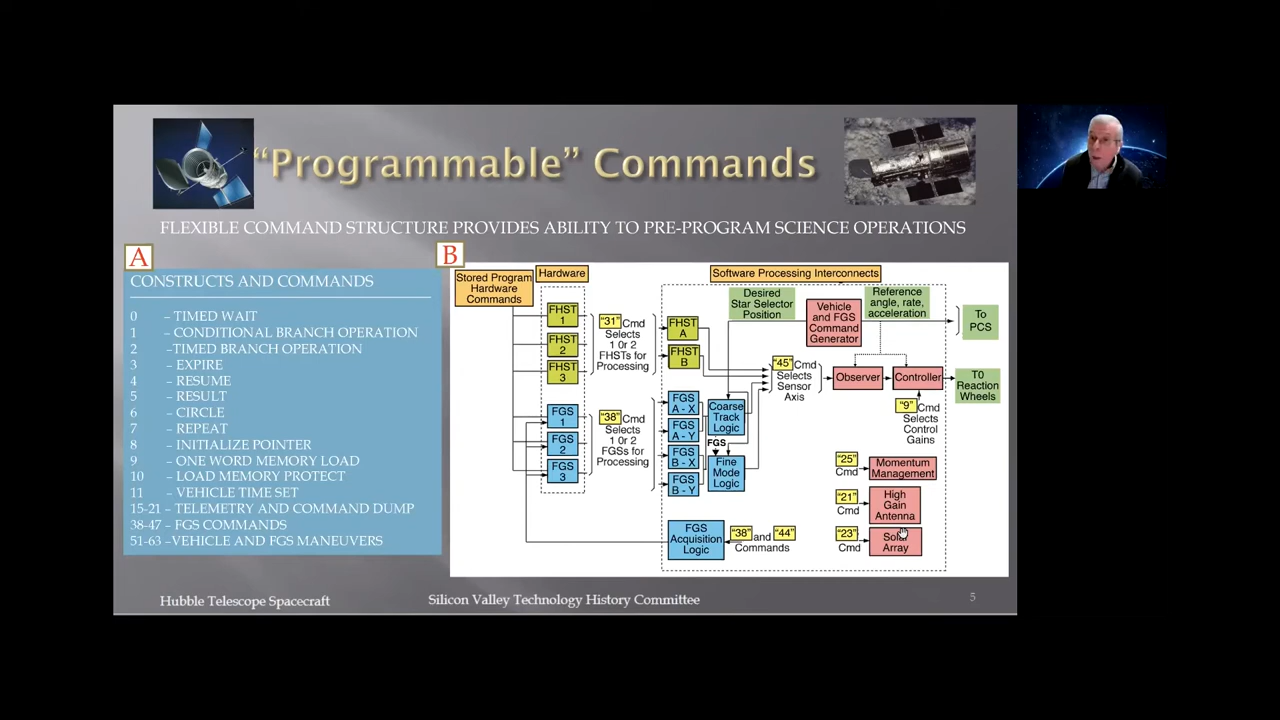 “Programmable” Commands
FLEXIBLE COMMAND STRUCTURE PROVIDES ABILITY TO PRE-PROGRAM SCIENCE OPERATIONS
A
CONSTRUCTS AND COMMANDS
0 – TIMED WAIT
1 – CONDITIONAL BRANCH OPERATION
2 –TIMED BRANCH OPERATION
3 – EXPIRE
4 – RESUME
5 – RESULT
6 – CIRCLE
7 – REPEAT
8 – INITIALIZE POINTER
9 – ONE WORD MEMORY LOAD
10 – LOAD MEMORY PROTECT
11 – VEHICLE TIME SET
15-21 – TELEMETRY AND COMMAND DUMP
38-47 – FGS COMMANDS
51-63 –VEHICLE AND FGS MANEUVERS
B
Stored Program
Hardware
Commands
Hardware
FHST
1
FHST
2
FHST
3
FGS
1
FGS
2
FGS
3
“31” Cmd
Selects
1 0r 2
FHSTs for
Processing
“38” Cmd
Selects
1 0r 2
FGSs for
Processing
Software Processing Interconnects
FHST
A
FHST
B
FGS
A - X
FGS
A - Y
FGS
B - X
FGS
B - Y
Desired
Star Selector
Position
Coarse
Track
Logic
FGS
Fine
Mode
Logic
FGS
Acquisition
Logic
“38” and “44”
Commands
Vehicle
and FGS
Command
Generator
Reference
angle, rate,
acceleration
To
PCS
“45” Cmd
Selects
Sensor
Axis
Observer
Controller
T0
Reaction
Wheels
“9” Cmd
Selects
Control
Gains
“25”
Cmd
Momentum
Management
“21”
Cmd
High
Gain
Antenna
“23”
Cmd
Solar
Array
Hubble Telescope Spacecraft
Silicon Valley Technology History Committee
5